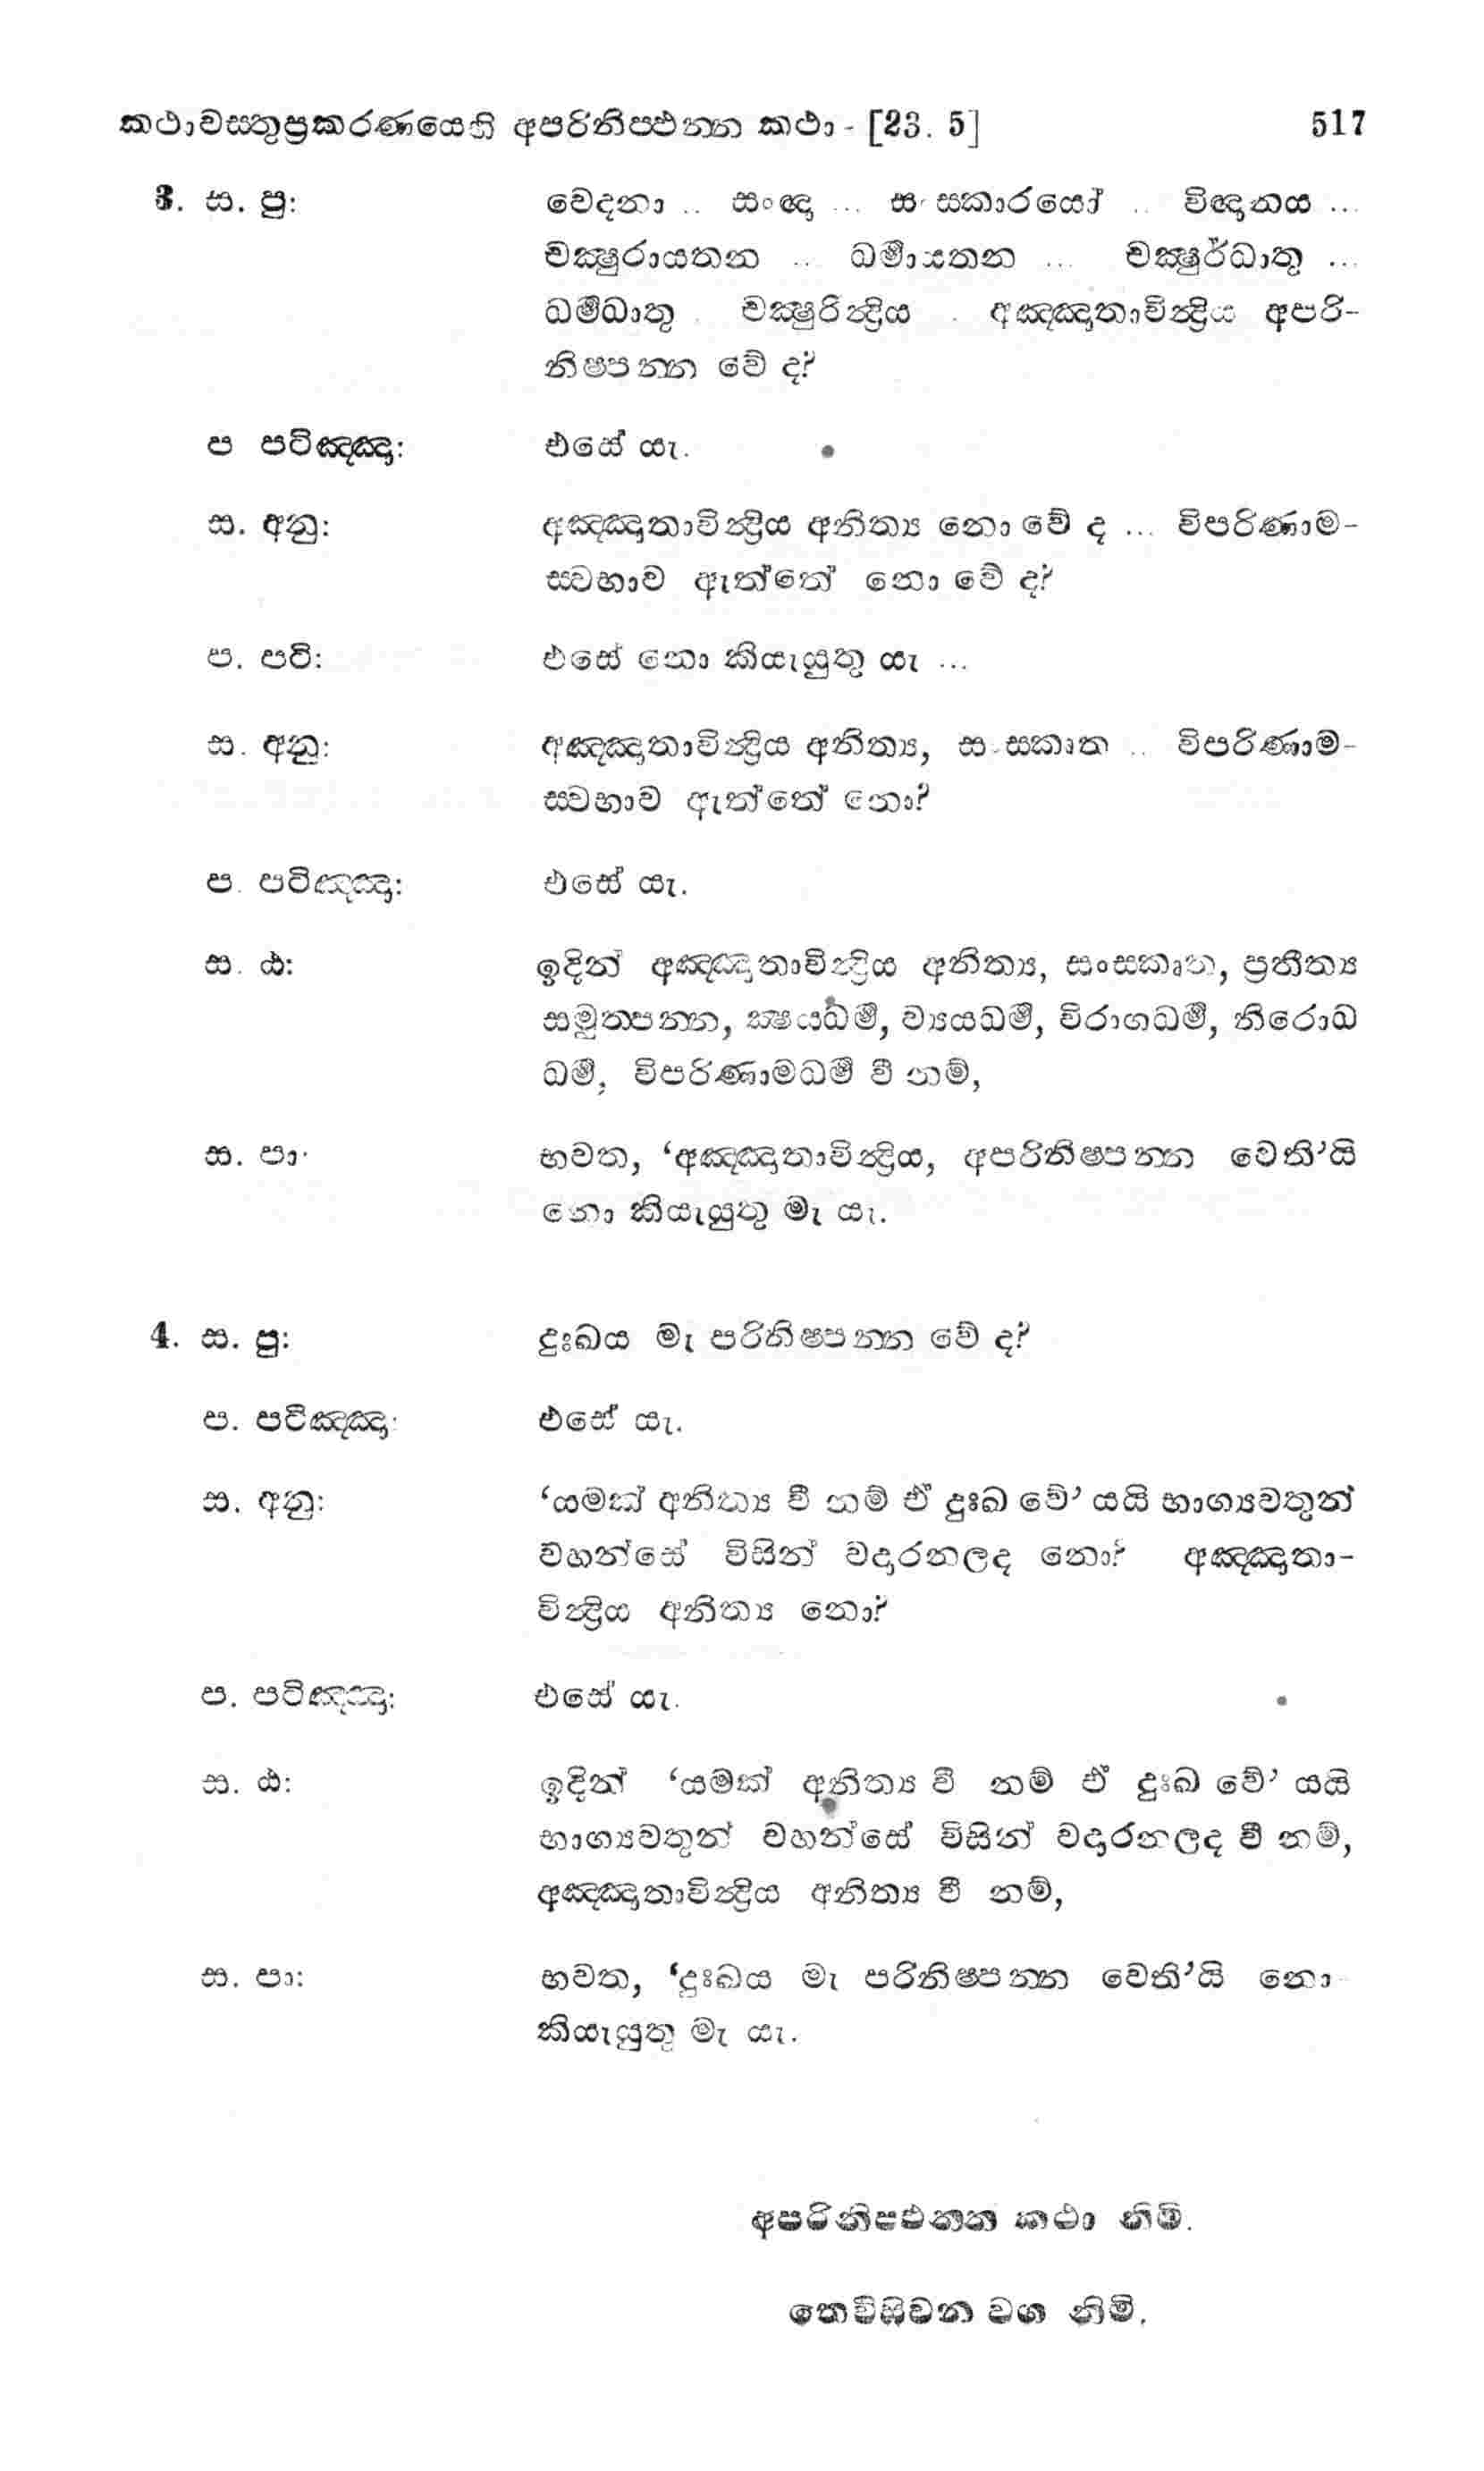 කථාවස්තුප්‍රකරණයෙහි අපරිනිප්ඵන්න කථා - [23. 5] 517
3. ස. පු: වේදනා .. සංඥා ... සංස්කාරයෝ .. විඥානය ...
චක්‍ෂුරායතන ... ධර්‍මායතන ... චක්‍ෂුර්ධාතු ...
ධර්‍මධාතු . චක්‍ෂුරින්‍ද්‍රිය . අඤ්ඤාතාවින්‍ද්‍රිය අපරි-
නිෂ්පන්න වේ ද?
ප පටිඤ්ඤා: එසේ යැ.
ස. අනු: අඤ්ඤාතාවින්‍ද්‍රිය අනිත්‍ය නො වේ ද ... විපරිණාම-
ස්වභාව ඇත්තේ නො වේ ද?
ප. පටි: එසේ නො කියැයුතු යැ ...
ස. අනු: අඤ්ඤාතාවින්‍ද්‍රිය අනිත්‍ය, සංස්කෘත .. විපරිණාම-
ස්වභාව ඇත්තේ නො?
ප. පටිඤ්ඤා: එසේ යැ.
ස. ඨ: ඉදින් අඤ්ඤාතාවින්‍ද්‍රිය අනිත්‍ය, සංස්කෘත, ප්‍රතීත්‍ය
සමුත්පන්න, ක්‍ෂයධර්‍මී, ව්‍යයධර්‍මී, විරාගධර්‍මී, නිරොධ
ධර්‍මී, විපරිණාමධර්‍මී වී නම්,
ස. පා: භවත, ‘අඤ්ඤාතාවින්‍ද්‍රිය, අපරිනිෂ්පන්න වෙති’යි
නො කියැයුතු මැ යැ.
4. ස. පු: දුඃඛය මැ පරිනිෂ්පන්න වේ ද?
ප. පටිඤ්ඤා: එසේ යැ.
ස. අනු: ‘යමක් අනිත්‍ය වී නම් ඒ දුඃඛ වේ’ යයි භාග්‍යවතුන්
වහන්සේ විසින් වදාරනලද නො? අඤ්ඤාතා-
වින්‍ද්‍රිය අනිත්‍ය නො?
ප. පටිඤ්ඤා: එසේ යැ.
ස. ඨ: ඉදින් ‘යමක් අනිත්‍ය වී නම් ඒ දුඃඛ වේ’ යයි
භාග්‍යවතුන් වහන්සේ විසින් වදාරනලද වී නම්,
අඤ්ඤාතාවින්‍ද්‍රිය අනිත්‍ය වී නම්,
ස. පා: භවත, ‘දුඃඛය මැ පරිනිෂ්පන්න වෙති’යි නො
කියැයුතු මැ යැ.
අපරිනිප්ඵන්න කථා නිමි.
තෙවිසිවන වග නිමි.